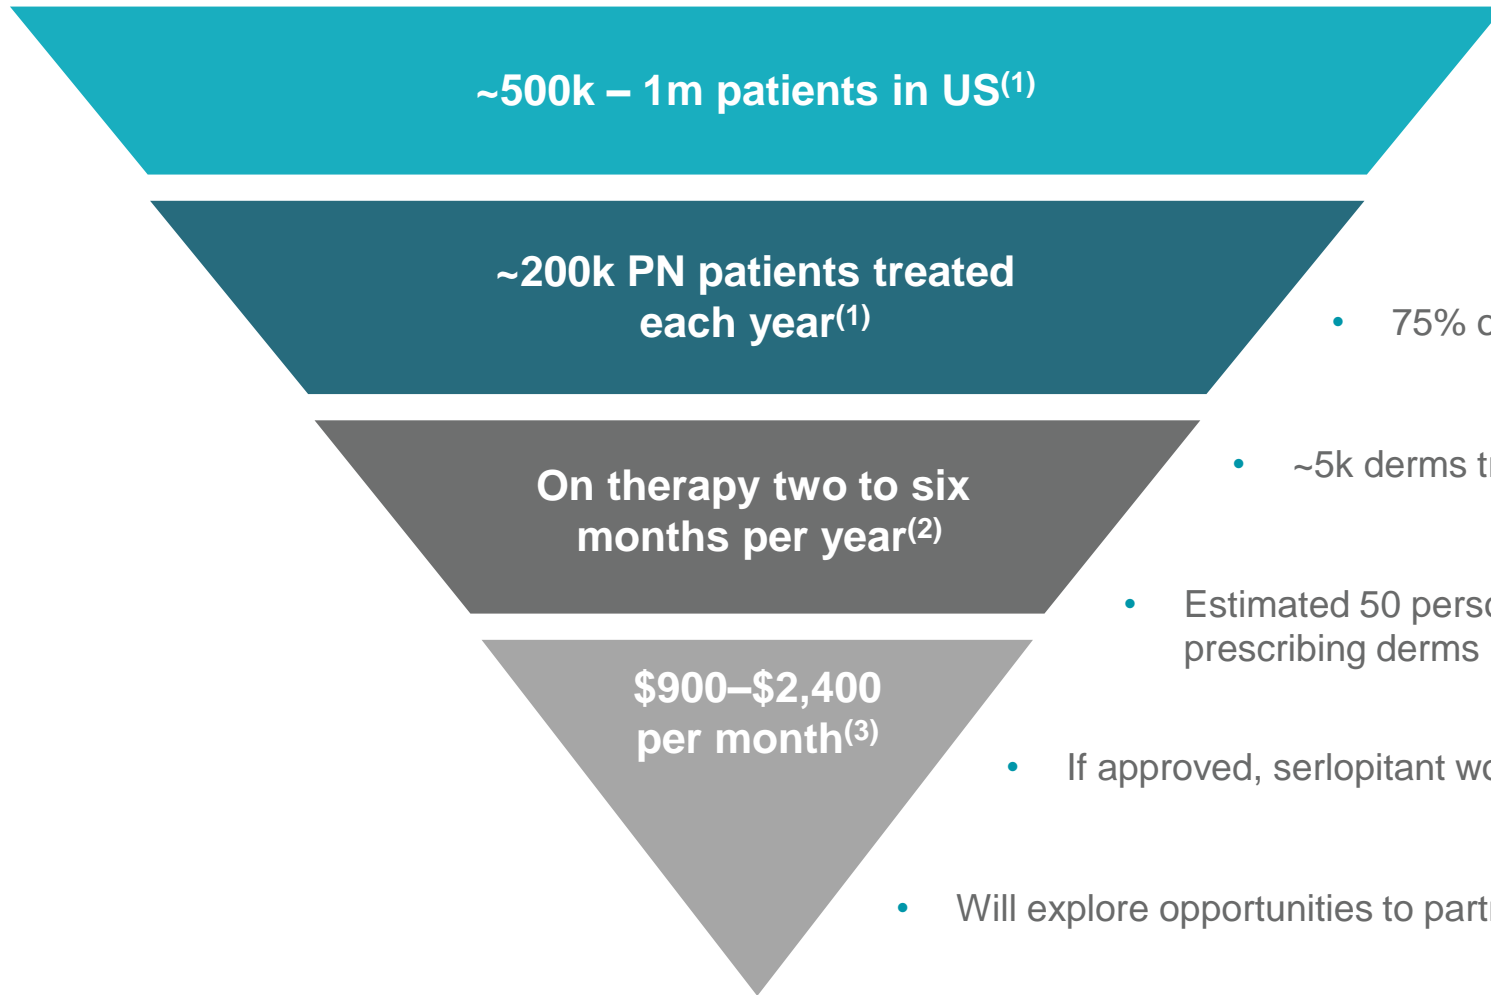 ~500k – 1m patients in US(1)
~200k PN patients treated
each year(1)
• 75%
On therapy two to six
months per year(2)
• ~5k derms
• Estimated 50
prescribing derms
$900–$2,400
per month(3)
• If approved, serlopitant
• Will explore opportunities to